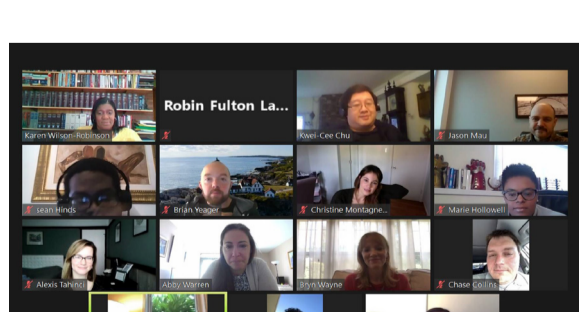 Karen Wilson-Robinson
Robin Fulton La...
Kwei-Cee Chu
Jason Mau
sean Hinds
Brian Yeager
Christine Montagne...
Marie Hollowell
Alexis Tahinci
Abby Warren
Bryn Wayne
Chase Collins